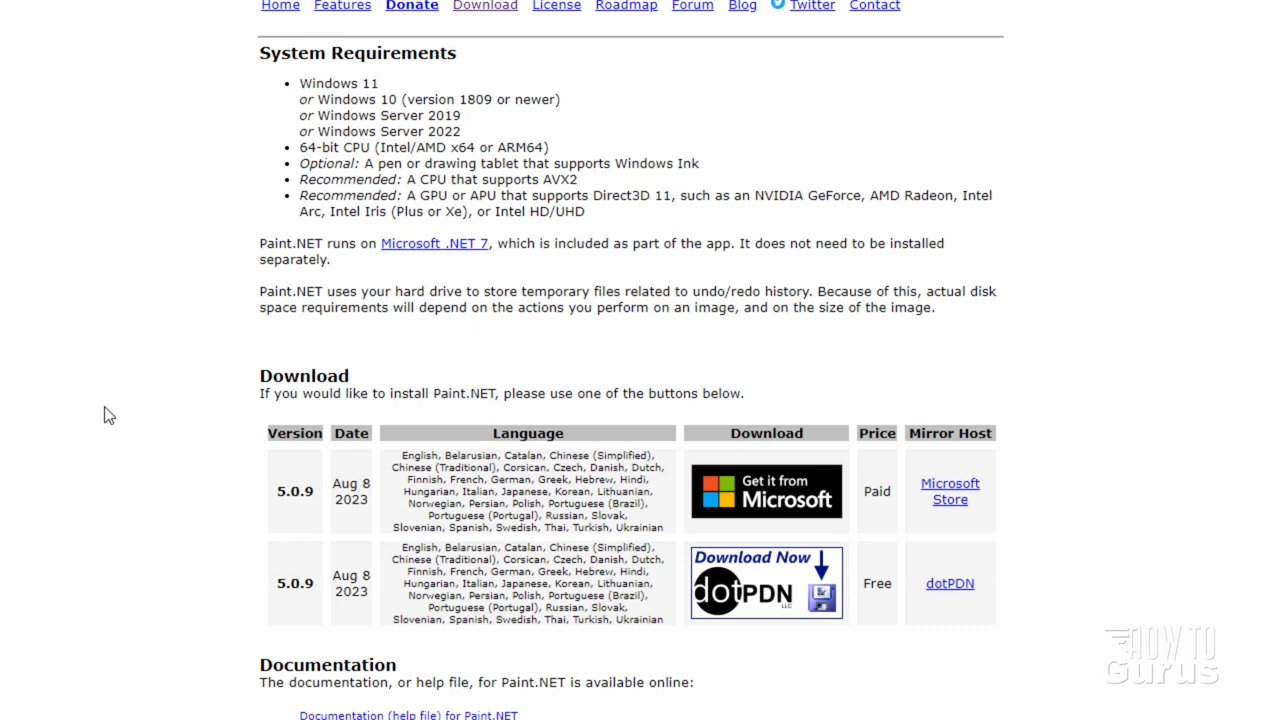 Home Features Donate Download License Roadmap Forum Blog Twitter Contact
System Requirements
• Windows 11
or Windows 10 (version 1809 or newer)
or Windows Server 2019
or Windows Server 2022
• 64-bit CPU (Intel/AMD x64 or ARM64)
• Optional: A pen or drawing tablet that supports Windows Ink
• Recommended: A CPU that supports AVX2
• Recommended: A GPU or APU that supports Direct3D 11, such as an NVIDIA GeForce, AMD Radeon, Intel
Arc, Intel Iris (Plus or Xe), or Intel HD/UHD
Paint.NET runs on Microsoft .NET 7, which is included as part of the app. It does not need to be installed
separately.
Paint.NET uses your hard drive to store temporary files related to undo/redo history. Because of this, actual disk
space requirements will depend on the actions you perform on an image, and on the size of the image.
Download
If you would like to install Paint.NET, please use one of the buttons below.
Version Date Language Download Price Mirror Host
5.0.9
Aug 8
2023
English, Belarusian, Catalan, Chinese (Simplified),
Chinese (Traditional), Corsican, Czech, Danish, Dutch,
Finnish, French, German, Greek, Hebrew, Hindi,
Hungarian, Italian, Japanese, Korean, Lithuanian,
Norwegian, Persian, Polish, Portuguese (Brazil),
Portuguese (Portugal), Russian, Slovak,
Slovenian, Spanish, Swedish, Thai, Turkish, Ukrainian
Get it from
Microsoft
Paid
Microsoft
Store
5.0.9
Aug 8
2023
English, Belarusian, Catalan, Chinese (Simplified),
Chinese (Traditional), Corsican, Czech, Danish, Dutch,
Finnish, French, German, Greek, Hebrew, Hindi,
Hungarian, Italian, Japanese, Korean, Lithuanian,
Norwegian, Persian, Polish, Portuguese (Brazil),
Portuguese (Portugal), Russian, Slovak,
Slovenian, Spanish, Swedish, Thai, Turkish, Ukrainian
Download Now
dotPDN
LLC
Free
dotPDN
Documentation
The documentation, or help file, for Paint.NET is available online:
Documentation (help file) for Paint.NET
HOW TO
Gurus